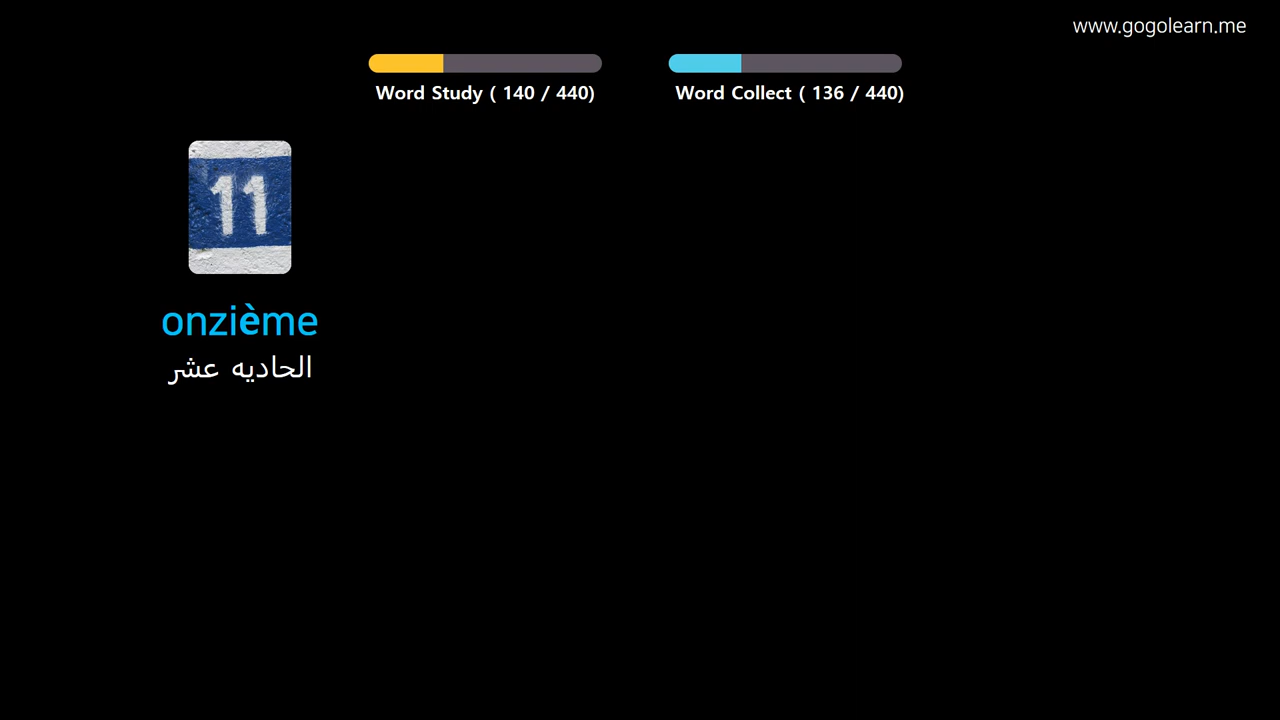 www.gogolearn.me
Word Study ( 140 / 440)
Word Collect ( 136 / 440)
11
onzième
الحاديه عشر